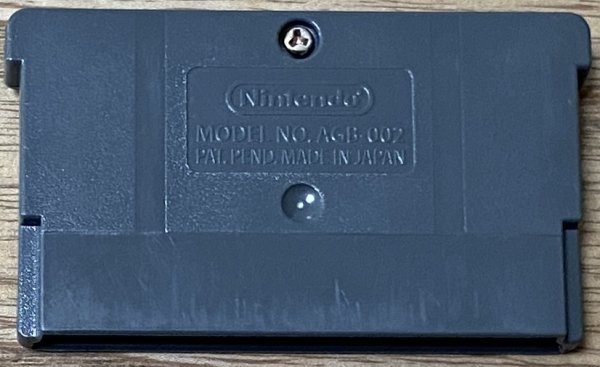 Nintendo®
MODEL NO. AGB-002
PAT. PEND. MADE IN JAPAN